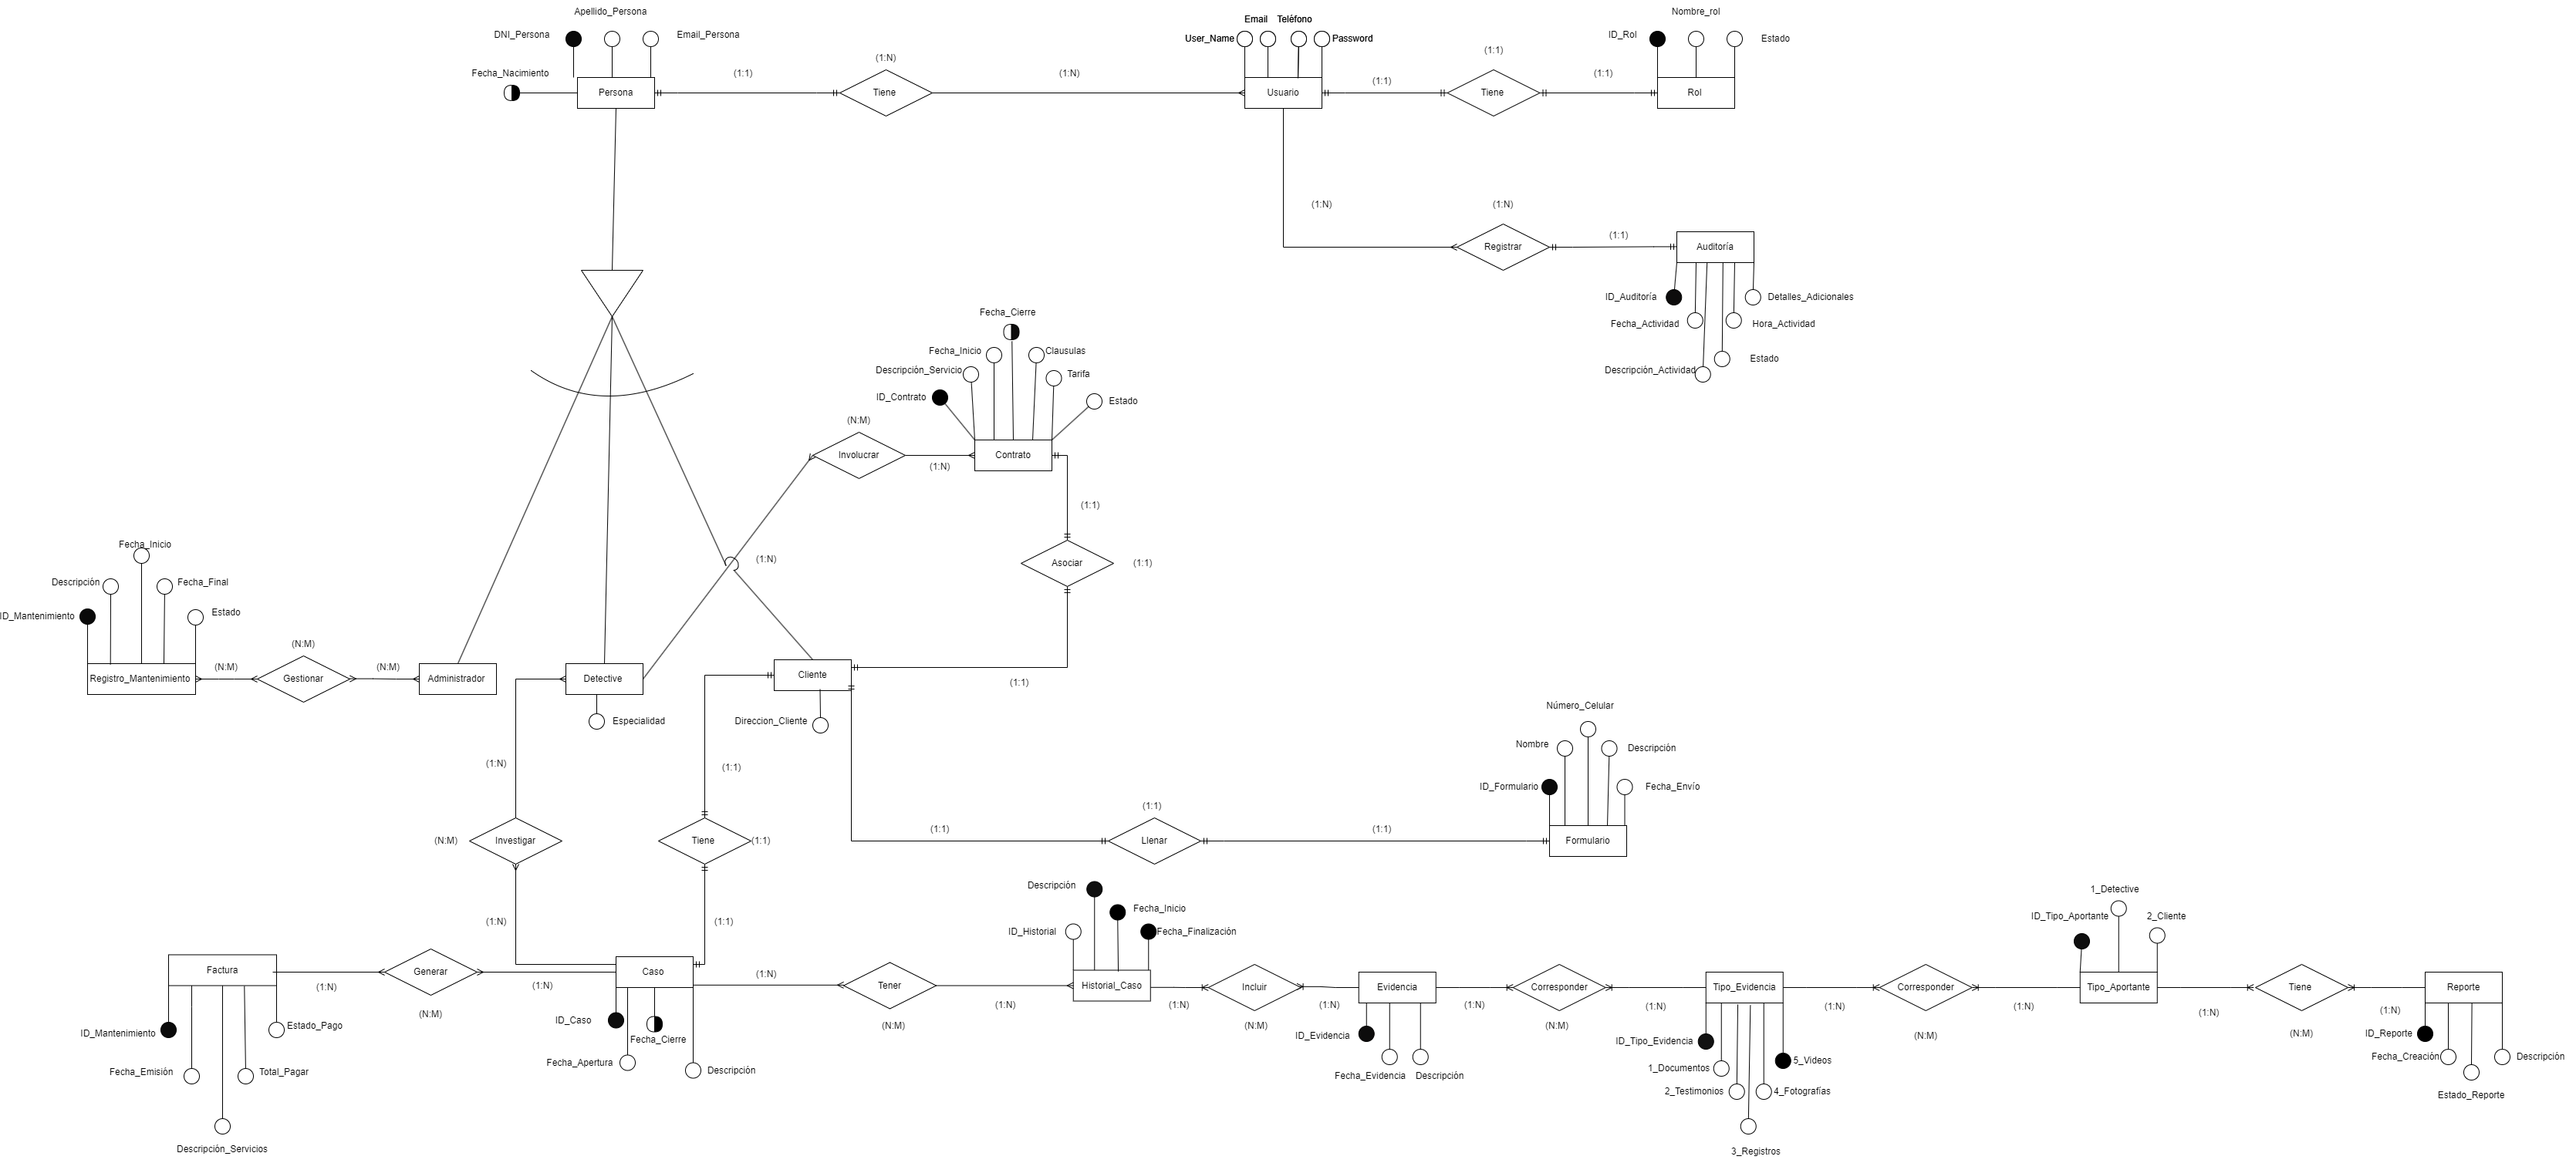 Apellido_Persona
Nombre_rol
Email Teléfono
DNI_Persona
Email_Persona
User_Name
Password
ID_Rol
Estado
(1:N)
(1:1)
Fecha_Nacimiento
(1:1)
(1:N)
(1:1)
(1:1)
Persona
Tiene
Usuario
Tiene
Rol
(1:N)
(1:N)
(1:1)
Registrar
Auditoría
ID_Auditoría
Detalles_Adicionales
Fecha_Actividad
Hora_Actividad
Estado
Descripción_Actividad
Fecha_Cierre
Fecha_Inicio
Clausulas
Descripción_Servicio
Tarifa
ID_Contrato
Estado
(N:M)
Involucrar
(1:N)
Contrato
(1:1)
Fecha_Inicio
(1:N)
Asociar
(1:1)
Descripción
Fecha_Final
ID_Mantenimiento
Estado
(N:M)
(N:M)
(N:M)
Registro_Mantenimiento
Gestionar
Administrador
Detective
Cliente
(1:1)
Especialidad
Direccion_Cliente
Número_Celular
Nombre
Descripción
(1:N)
(1:1)
ID_Formulario
Fecha_Envío
(1:1)
(1:1)
(1:1)
(N:M)
Investigar
Tiene
(1:1)
Llenar
Formulario
Descripción
1_Detective
Fecha_Inicio
ID_Tipo_Aportante
2_Cliente
(1:N)
(1:1)
ID_Historial
Fecha_Finalización
Factura
Generar
Caso
(1:N)
(1:N)
(1:N)
Tener
Historial_Caso
Incluir
Evidencia
Corresponder
Tipo_Evidencia
Corresponder
Tipo_Aportante
Tiene
Reporte
(1:N)
(1:N)
(1:N)
(1:N)
(1:N)
(1:N)
(1:N)
(1:N)
(1:N)
(1:N)
(N:M)
ID_Caso
Estado_Pago
(N:M)
(N:M)
(N:M)
(N:M)
(N:M)
ID_Mantenimiento
Fecha_Cierre
ID_Evidencia
ID_Tipo_Evidencia
ID_Reporte
Fecha_Apertura
Descripción
Fecha_Emisión
Total_Pagar
Fecha_Evidencia
Descripción
1_Documentos
5_Videos
Fecha_Creación
Descripción
2_Testimonios
4_Fotografías
Estado_Reporte
Descripción_Servicios
3_Registros